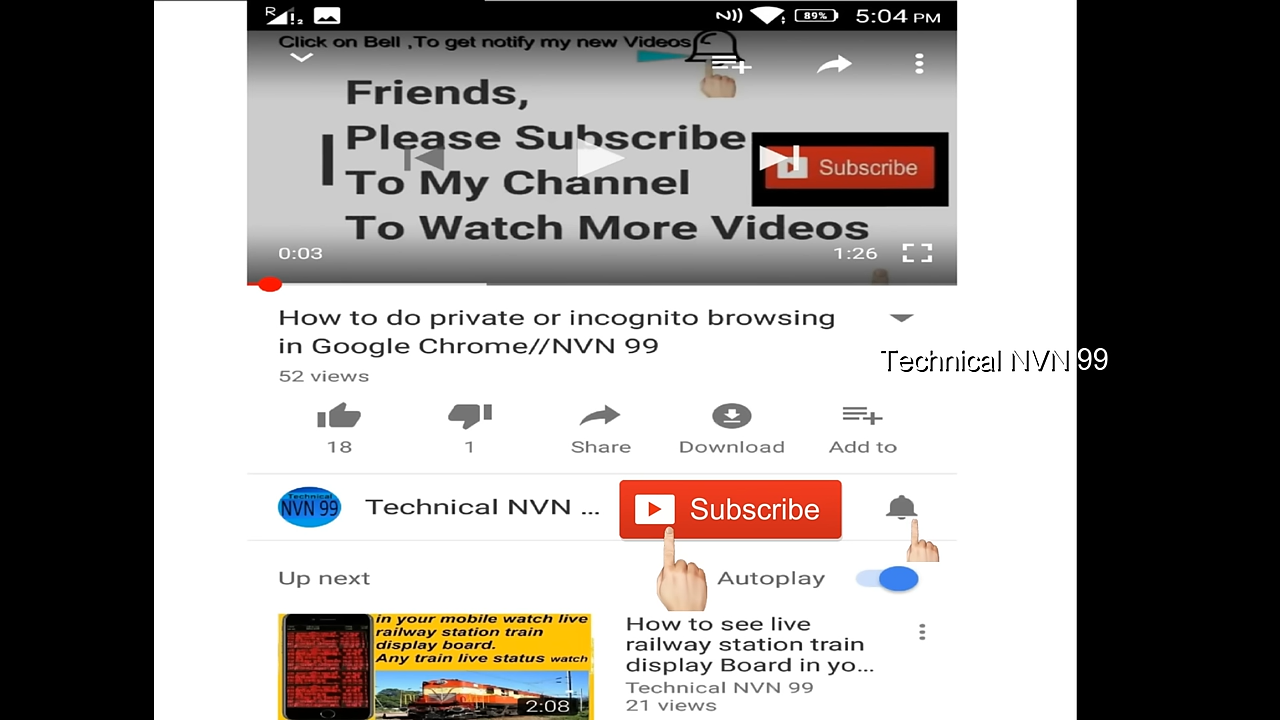 R
2
89%
5:04 PM
Click on Bell ,To get notify my new Videos
Friends,
Please Subscribe
To My Channel
To Watch More Videos
Subscribe
0:03
1:26
How to do private or incognito browsing
in Google Chrome//NVN 99
52 views
Technical NVN 99
18
1
Share
Download
Add to
Technical
NVN 99
Technical NVN ...
Subscribe
Up next
Autoplay
in your mobile watch live
railway station train
display board.
Any train live status watch
2:08
How to see live
railway station train
display Board in yo...
Technical NVN 99
21 views